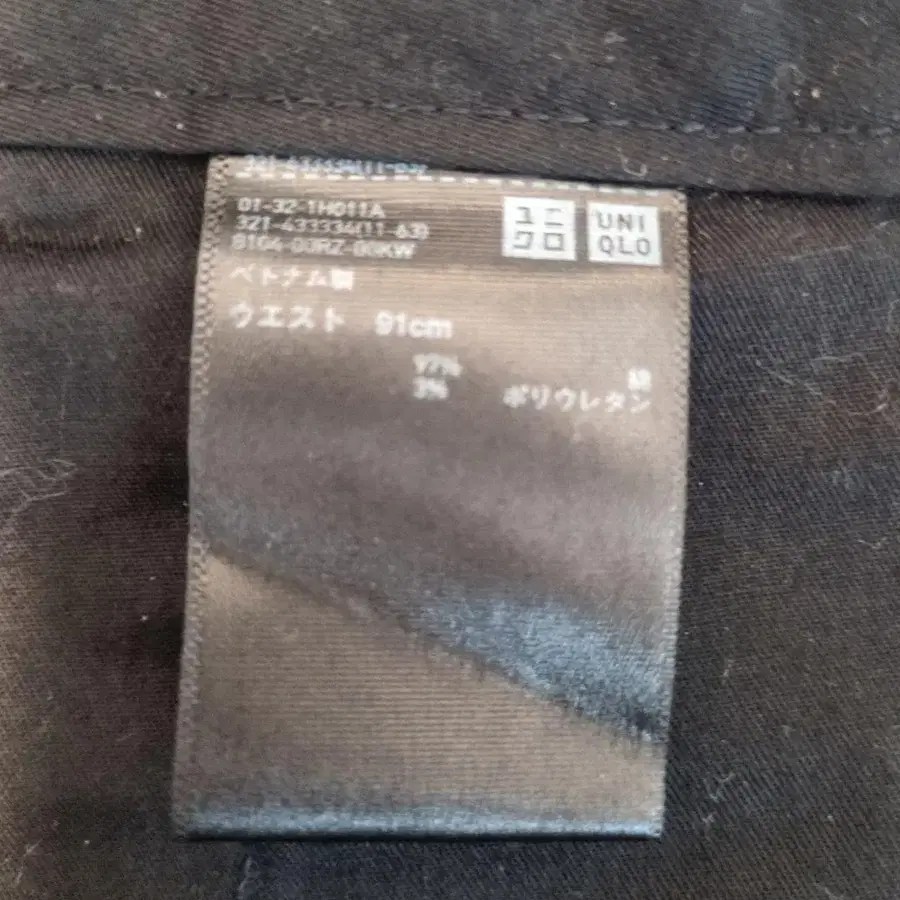 01-32-1H011A
321-433334(11-63)
ユニ
クロ
UNI
QLO
ベトナム製
ウエスト 91cm
97% 綿
3% ポリウレタン